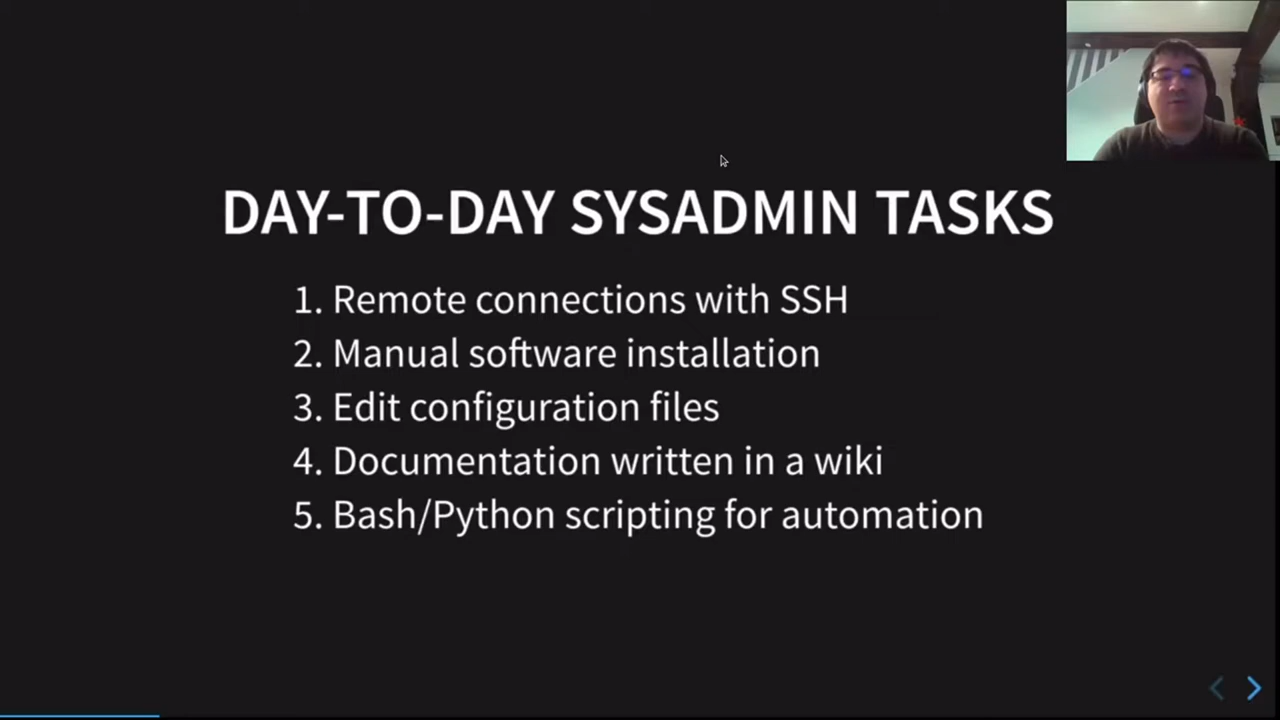 DAY-TO-DAY SYSADMIN TASKS
1. Remote connections with SSH
2. Manual software installation
3. Edit configuration files
4. Documentation written in a wiki
5. Bash/Python scripting for automation